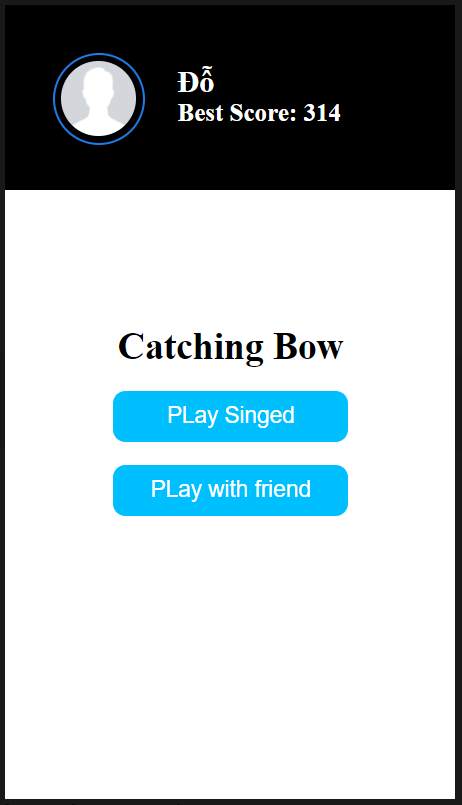 Đỗ
Best Score: 314
Catching Bow
PLay Singed
PLay with friend